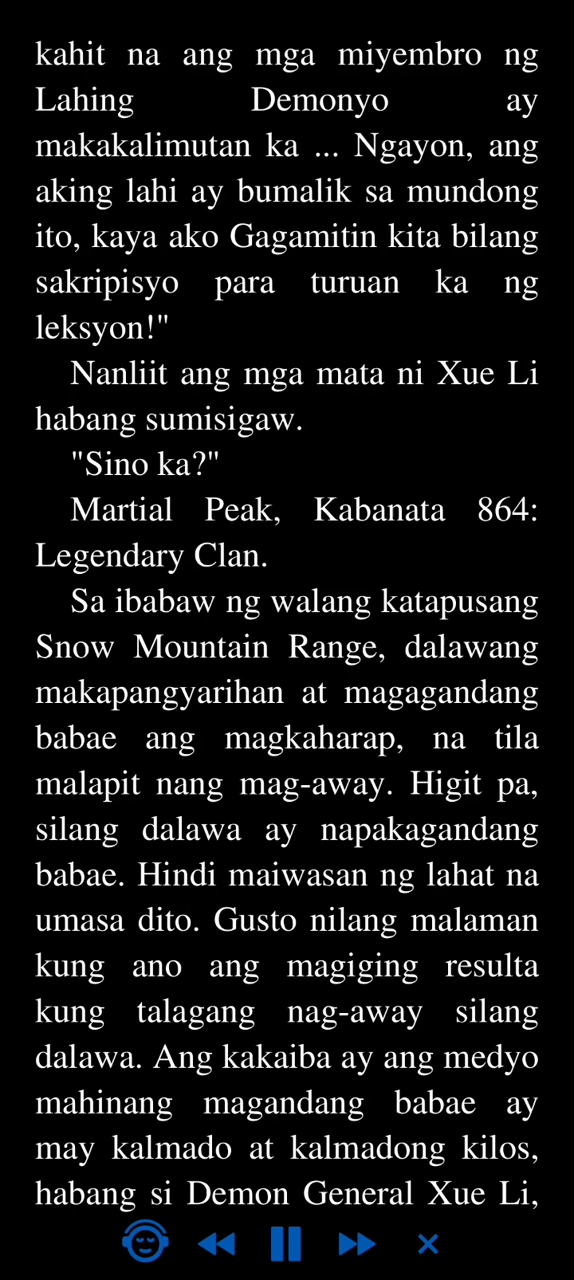 kahit na ang mga miyembro ng
Lahing Demonyo ay
makakalimutan ka ... Ngayon, ang
aking lahi ay bumalik sa mundong
ito, kaya ako Gagamitin kita bilang
sakripisyo para turuan ka ng
leksyon!"
Nanliit ang mga mata ni Xue Li
habang sumisigaw.
"Sino ka?"
Martial Peak, Kabanata 864:
Legendary Clan.
Sa ibabaw ng walang katapusang
Snow Mountain Range, dalawang
makapangyarihan at magagandang
babae ang magkaharap, na tila
malapit nang mag-away. Higit pa,
silang dalawa ay napakagandang
babae. Hindi maiwasan ng lahat na
umasa dito. Gusto nilang malaman
kung ano ang magiging resulta
kung talagang nag-away silang
dalawa. Ang kakaiba ay ang medyo
mahinang magandang babae ay
may kalmado at kalmadong kilos,
habang si Demon General Xue Li,